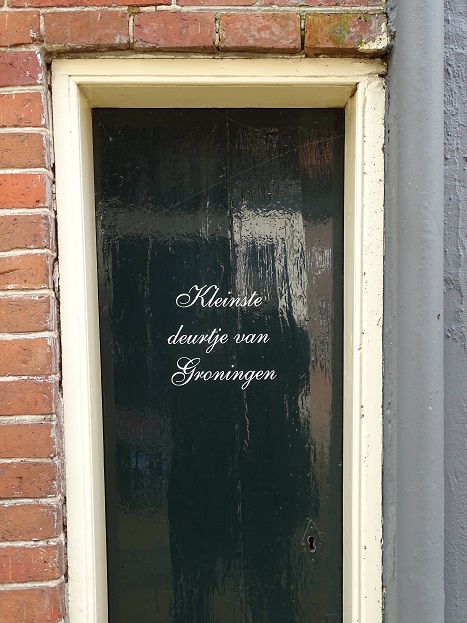 Kleinste
deurtje van
Groningen